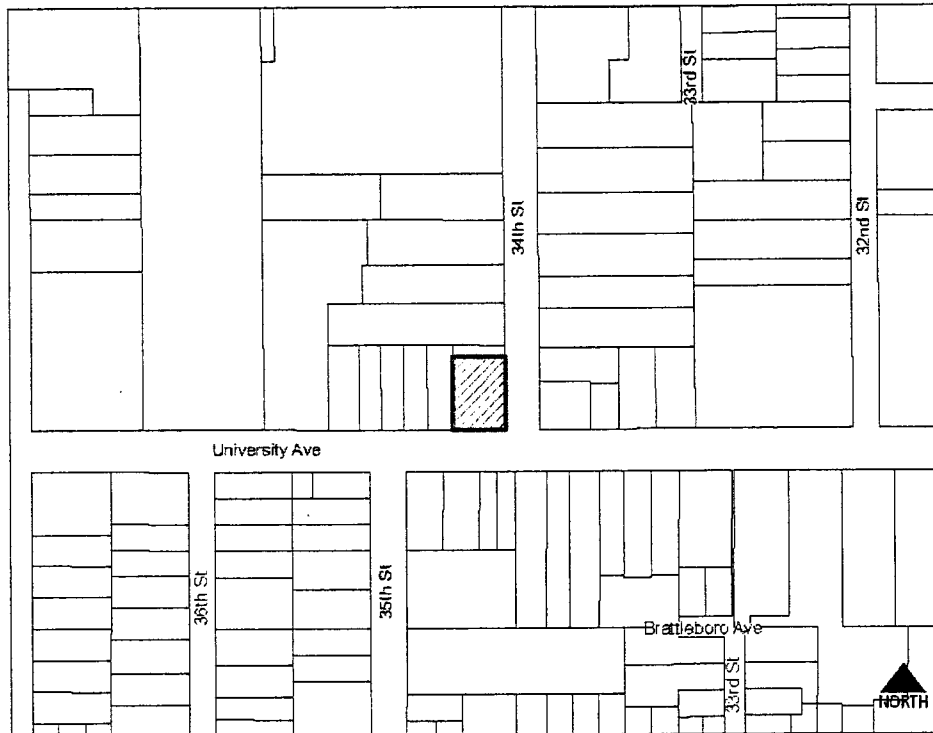 33rd St
34th St
32nd St
University Ave
36th St
35th St
Brattleboro Ave
33rd St
NORTH